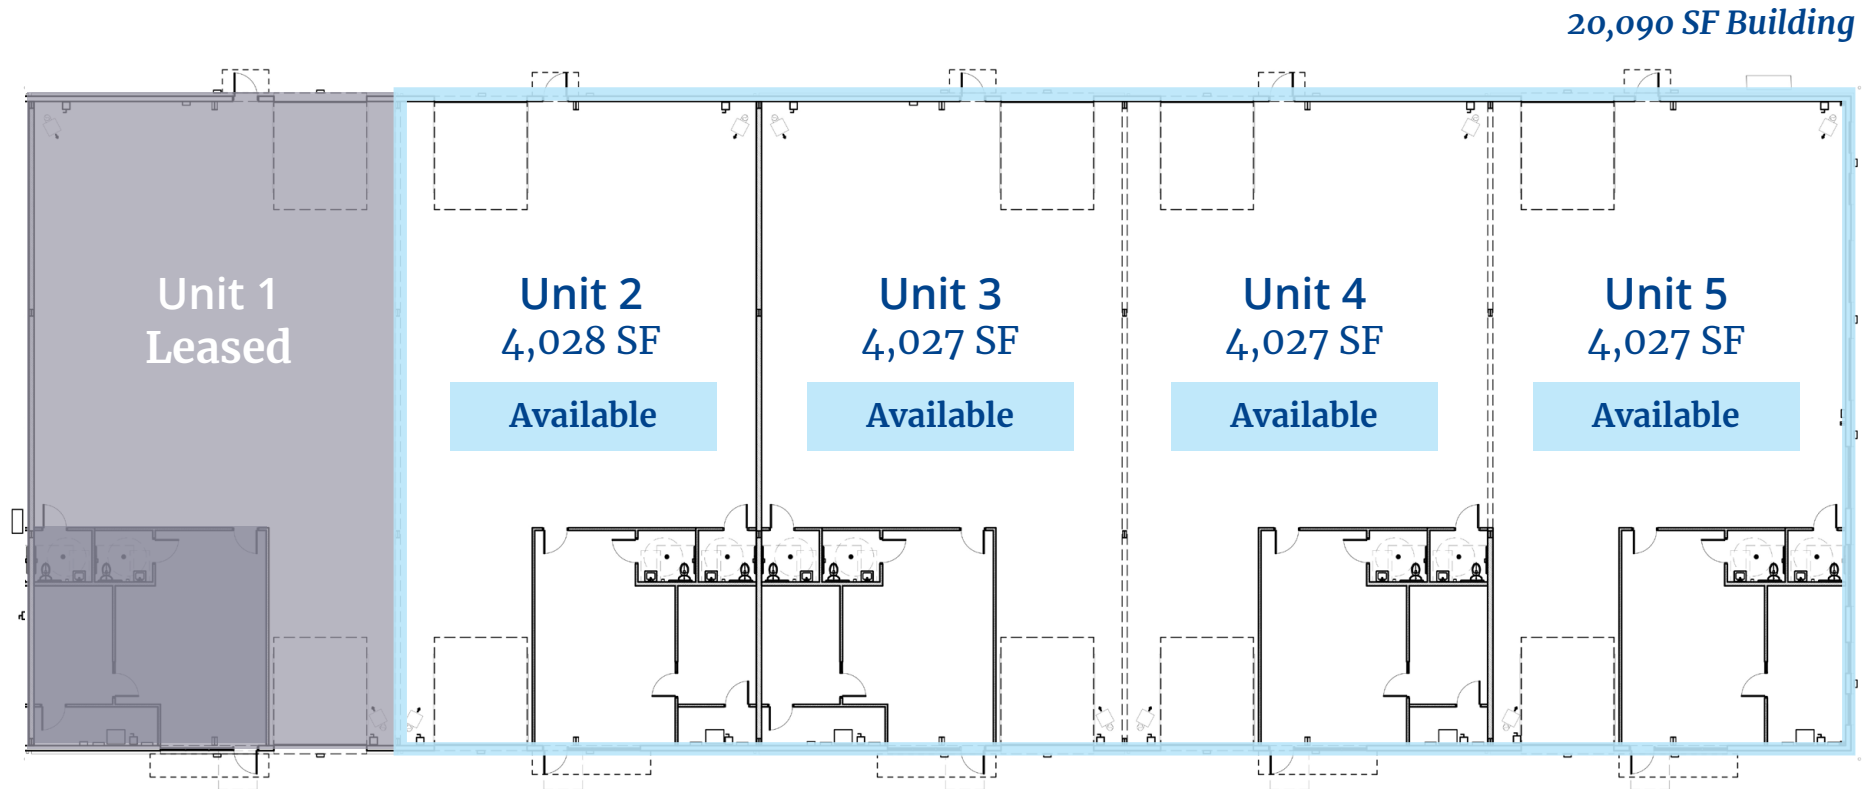 20,090 SF Building
Unit 1
Leased
Unit 2
4,028 SF
Available
Unit 3
4,027 SF
Available
Unit 4
4,027 SF
Available
Unit 5
4,027 SF
Available